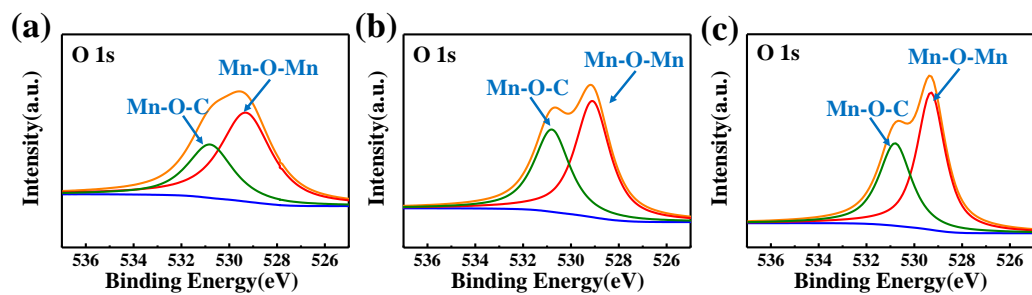 (a)
O 1s
Mn-O-Mn
Mn-O-C
Intensity(a.u.)
536 534 532 530 528 526
Binding Energy(eV)
(b)
O 1s
Mn-O-Mn
Mn-O-C
Intensity(a.u.)
536 534 532 530 528 526
Binding Energy(eV)
(c)
O 1s
Mn-O-Mn
Mn-O-C
Intensity(a.u.)
536 534 532 530 528 526
Binding Energy(eV)